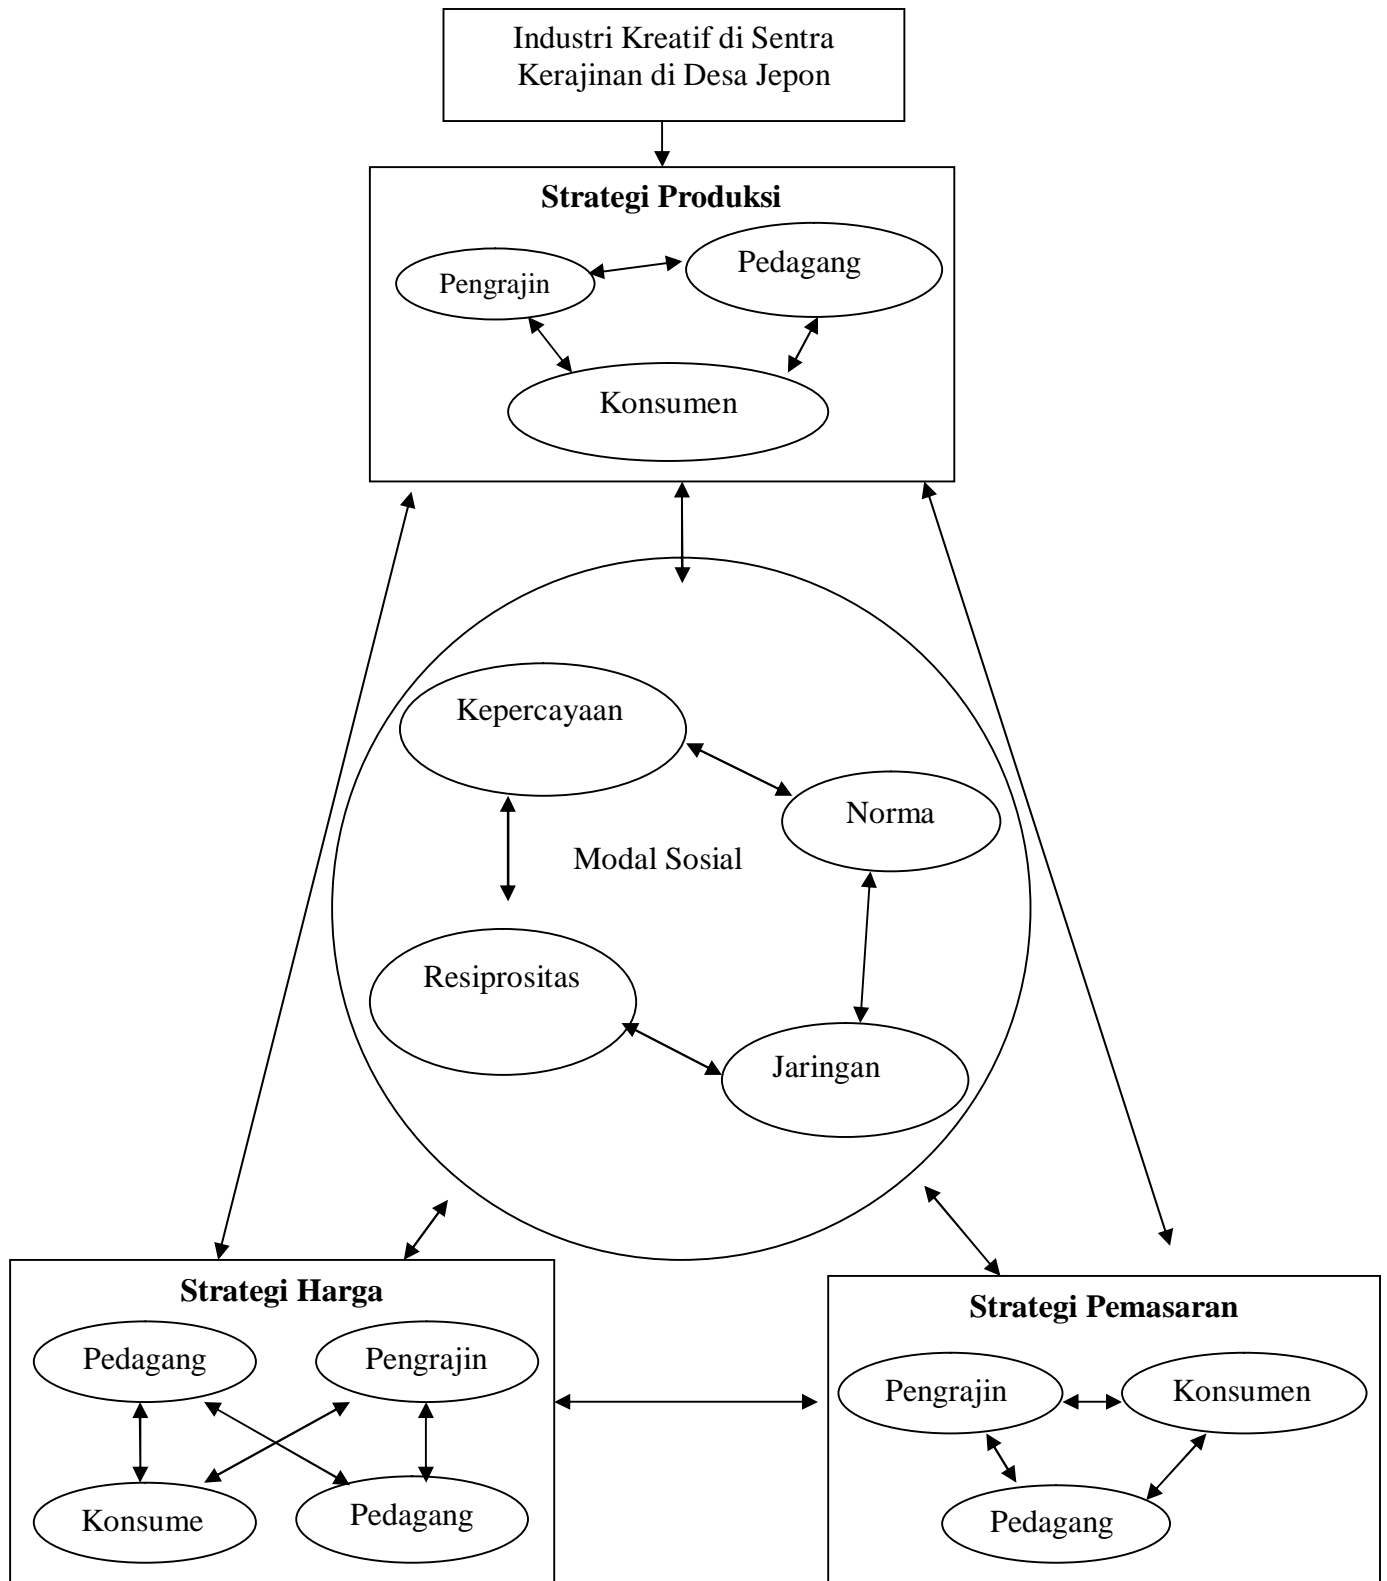 Industri Kreatif di Sentra
Kerajinan di Desa Jepon
Strategi Produksi
Pengrajin
Pedagang
Konsumen
Kepercayaan
Norma
Modal Sosial
Resiprositas
Jaringan
Strategi Harga
Pedagang
Pengrajin
Konsume
Pedagang
Strategi Pemasaran
Pengrajin
Konsumen
Pedagang